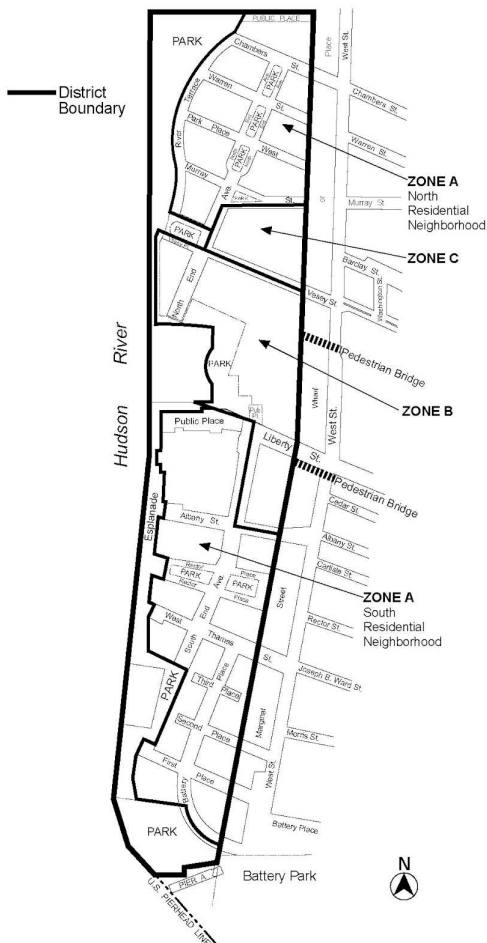 PUBLIC PLACE
PARK
Place
West St.
Chambers
St.
Chambers St.
District
Boundary
Terrace
Warren
St.
PARK
Warren St.
River
Park
Place
West
PARK
ZONE A
North
Residential
Neighborhood
Murray
Ave.
St.
or
Murray St.
PARK
ZONE C
Barclay St.
Washington St.
End
North
Vesey St.
River
PARK
Pedestrian Bridge
Wharf
West St.
ZONE B
Hudson
Public Place
Liberty
St.
Pedestrian Bridge
Esplanade
Cedar St.
Albany St.
Albany St.
Carlisle St.
Rector
Place
PARK
Ave.
PARK
Rector
Place
Street
ZONE A
South
Residential
Neighborhood
Rector St.
West
End
South
Thames
St.
Joseph B. Ward St.
PARK
Place
Third
Place
Second
Place
Marginal
Morris St.
First
Place
West St.
Battery
Battery Place
PARK
N
PIER A
Battery Park
U.S. PIERHEAD LINE